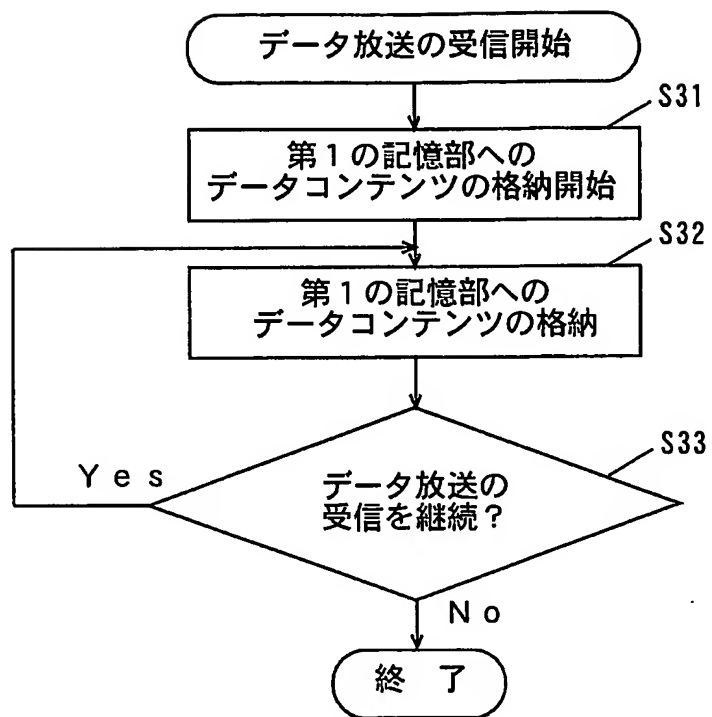 データ放送の受信開始
S31
第1の記憶部への
データコンテンツの格納開始
S32
第1の記憶部への
データコンテンツの格納
S33
Yes
データ放送の
受信を継続?
No
終 了